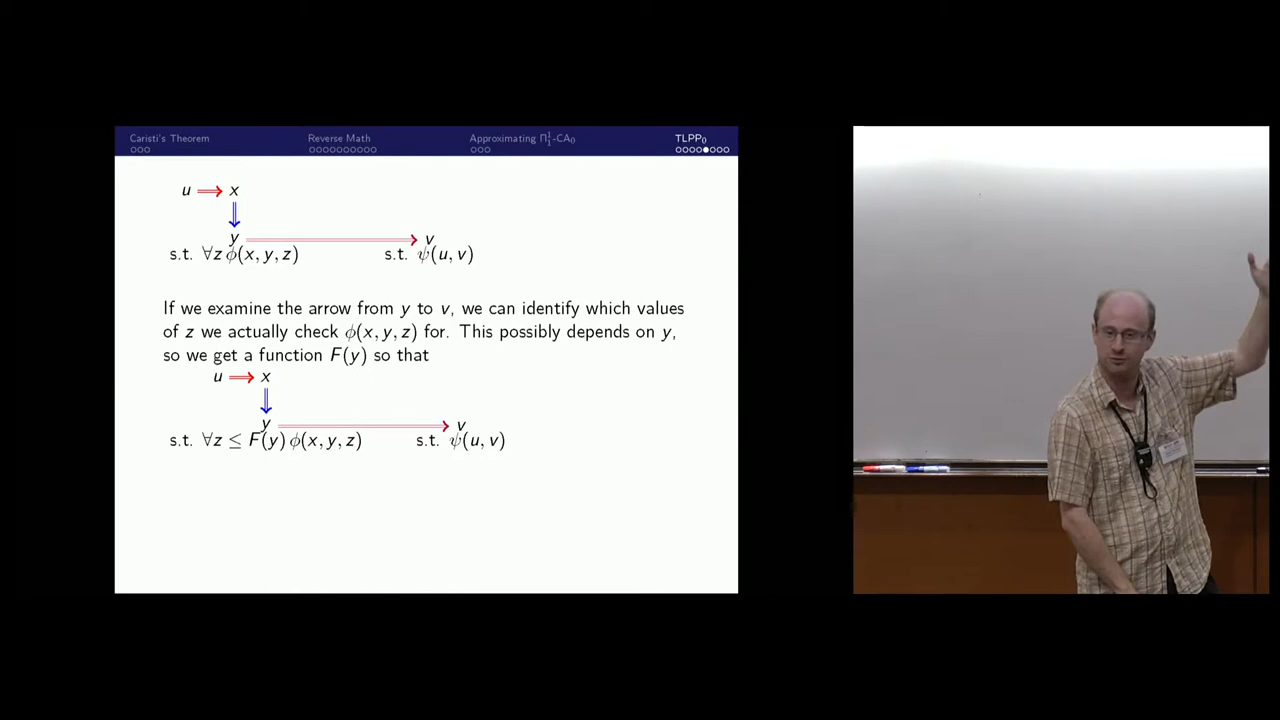 Caristi's Theorem Reverse Math Approximating Π¹₁-CA₀ TLPP₀
u ⇒ x
⇓
y ⇒ v
s.t. ∀z ϕ(x, y, z) s.t. ψ(u, v)
If we examine the arrow from y to v, we can identify which values
of z we actually check ϕ(x, y, z) for. This possibly depends on y,
so we get a function F(y) so that
u ⇒ x
⇓
y ⇒ v
s.t. ∀z ≤ F(y) ϕ(x, y, z) s.t. ψ(u, v)